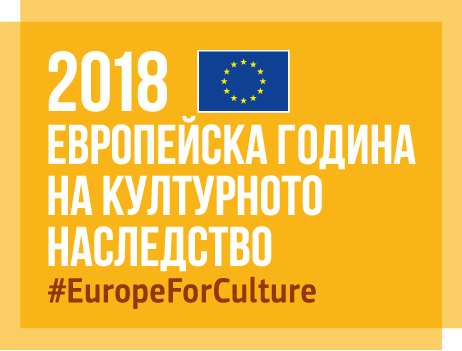 2018
ЕВРОПЕЙСКА ГОДИНА
НА КУЛТУРНОТО
НАСЛЕДСТВО
#EuropeForCulture